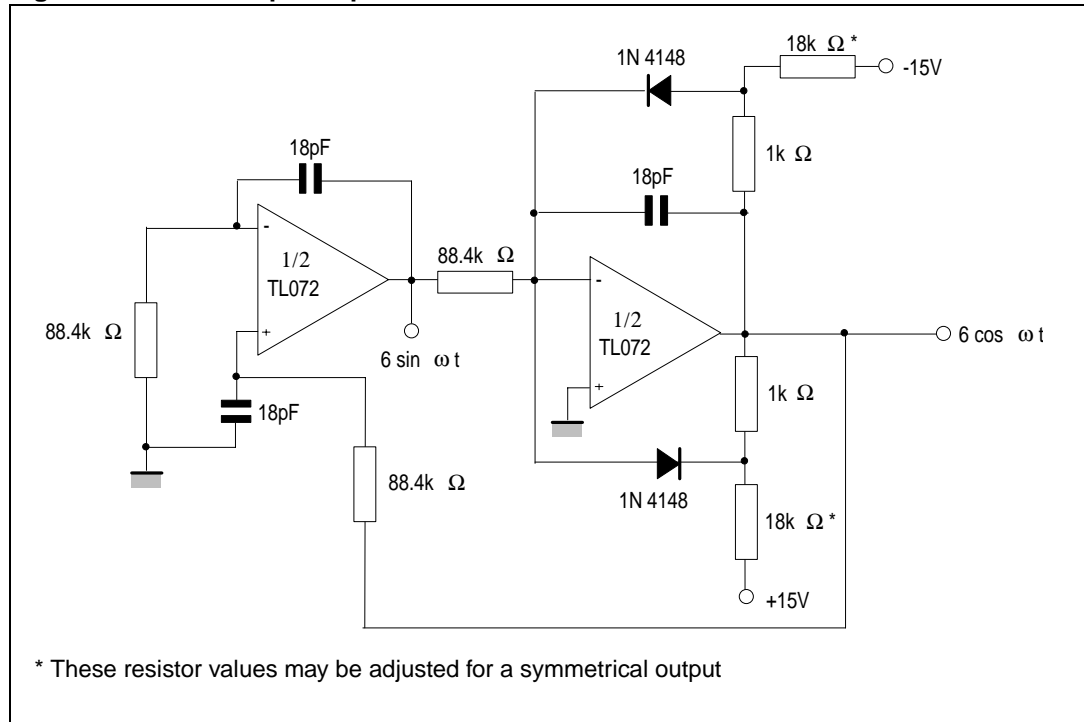 18k Ω *
-15V
1N 4148
1k Ω
18pF
18pF
88.4k Ω
-
1/2
TL072
+
-
1/2
TL072
+
88.4k Ω
6 sin ω t
6 cos ω t
18pF
1k Ω
88.4k Ω
1N 4148
18k Ω *
+15V
* These resistor values may be adjusted for a symmetrical output